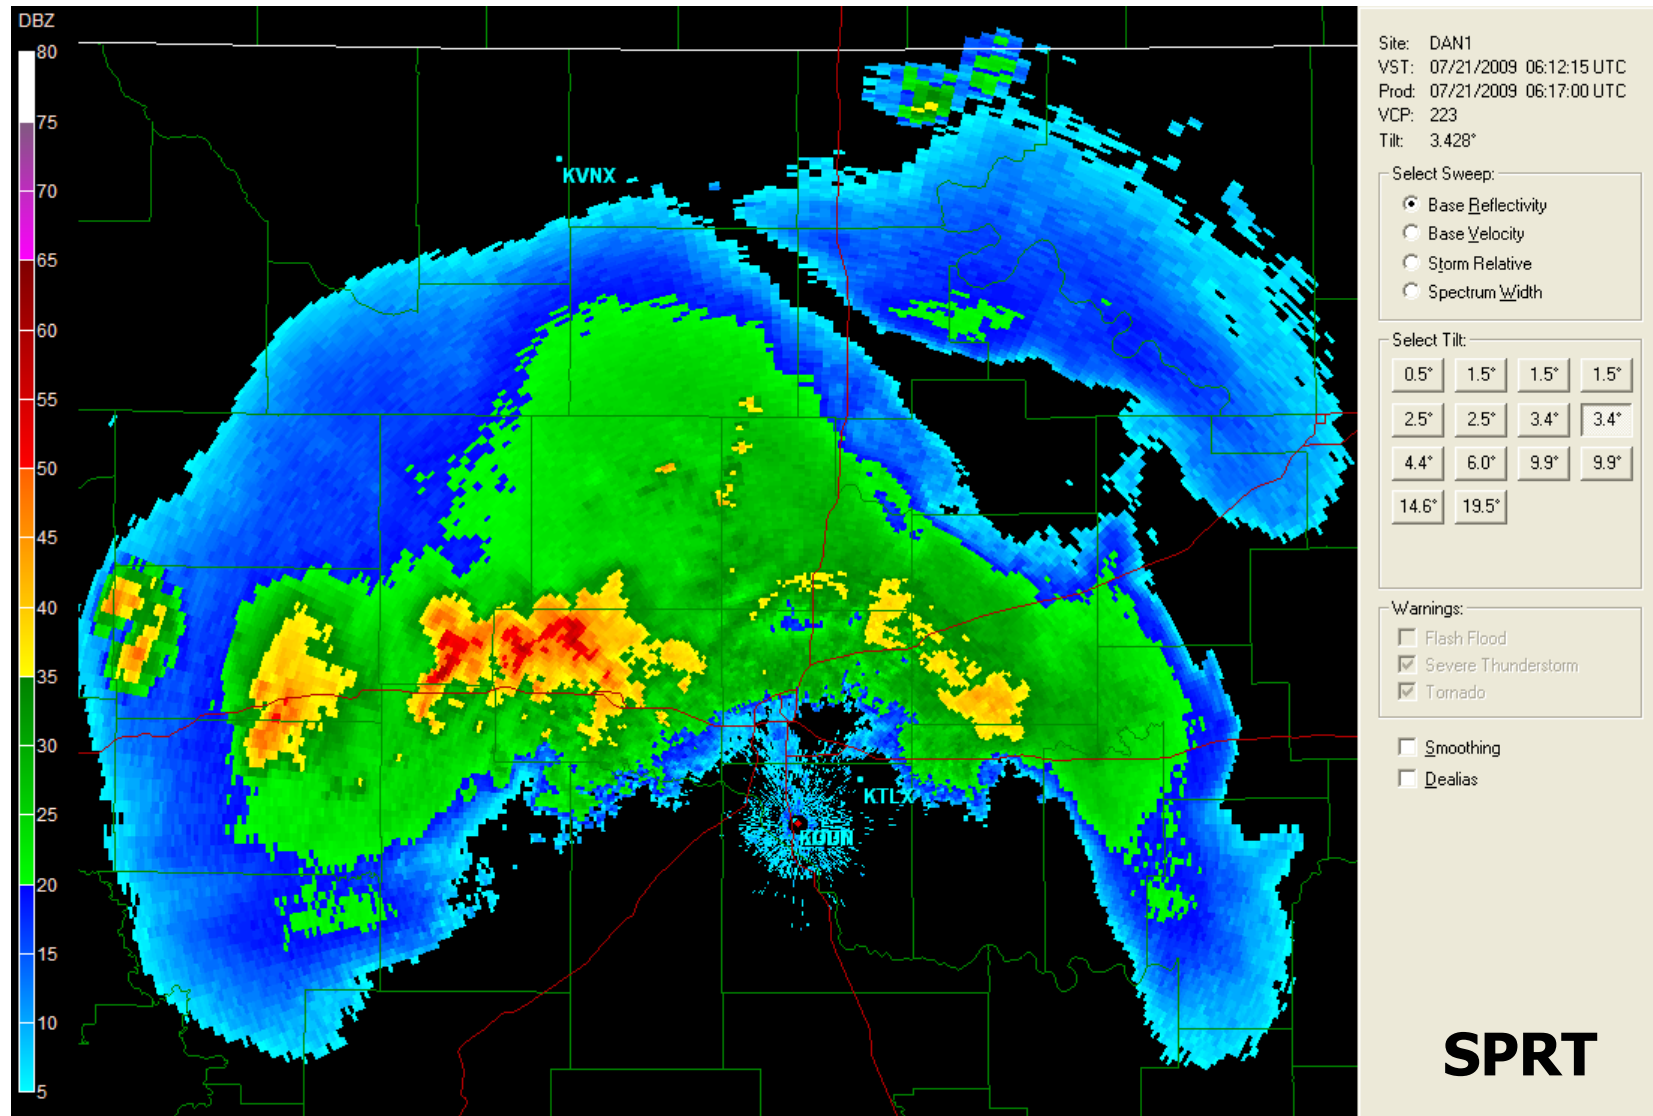 DBZ
80
75
70
65
60
55
50
45
40
35
30
25
20
15
10
5
KVNX
KTLX
KOUN
Site: DAN1
VST: 07/21/2009 06:12:15 UTC
Prod: 07/21/2009 06:17:00 UTC
VCP: 223
Tilt: 3.428°
Select Sweep:
Base Reflectivity
Base Velocity
Storm Relative
Spectrum Width
Select Tilt:
0.5° 1.5° 1.5° 1.5°
2.5° 2.5° 3.4° 3.4°
4.4° 6.0° 9.9° 9.9°
14.6° 19.5°
Warnings:
Flash Flood
Severe Thunderstorm
Tornado
Smoothing
Dealias
SPRT